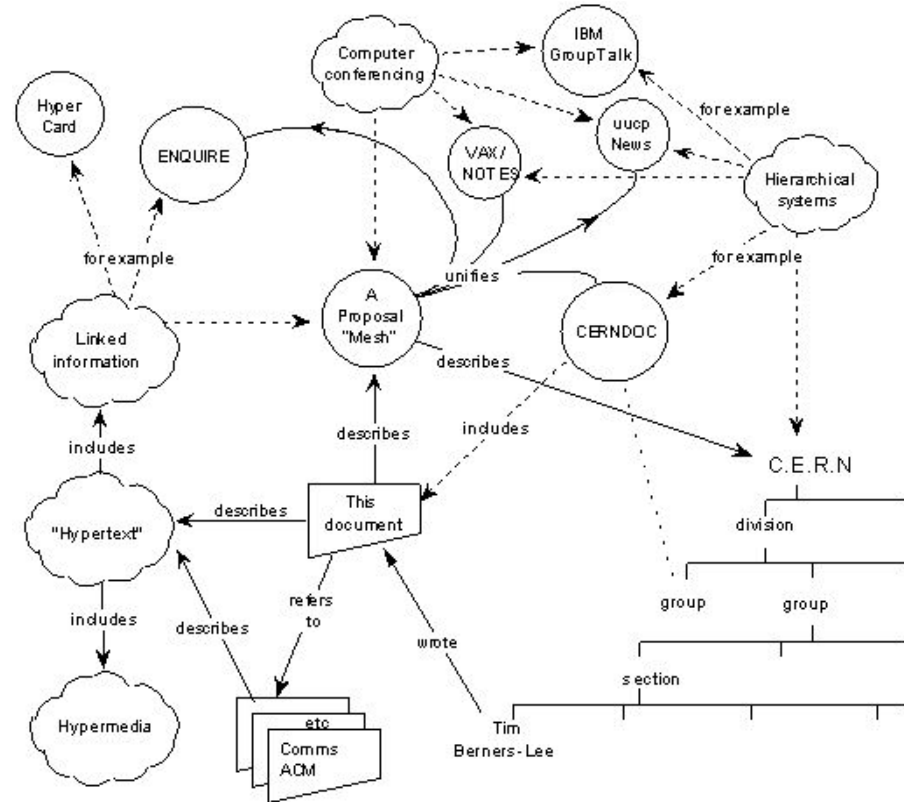 IBM
GroupTalk
Computer
conferencing
Hyper
Card
for example
uucp
News
ENQUIRE
VAX/
NOTES
Hierarchical
systems
for example
for example
unifies
A
Proposal
"Mesh"
CERNDOC
Linked
information
describes
includes
describes
includes
C.E.R.N
This
document
describes
"Hypertext"
division
refers
to
group
group
includes
describes
wrote
section
Hypermedia
etc
Comms
ACM
Tim
Berners-Lee